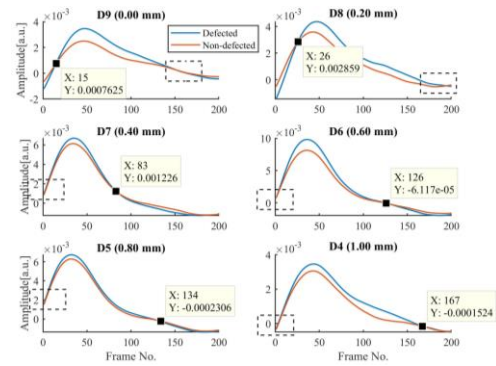 D9 (0.00 mm)
×10⁻³
Amplitude[a.u.]
4
2
0
-2
0 50 100 150 200
X: 15
Y: 0.0007625
Defected
Non-defected
D8 (0.20 mm)
×10⁻³
4
2
0
0 50 100 150 200
X: 26
Y: 0.002859
D7 (0.40 mm)
×10⁻³
Amplitude[a.u.]
6
4
2
0
0 50 100 150 200
X: 83
Y: 0.001226
D6 (0.60 mm)
×10⁻³
10
5
0
0 50 100 150 200
X: 126
Y: -6.117e-05
D5 (0.80 mm)
×10⁻³
Amplitude[a.u.]
6
4
2
0
0 50 100 150 200
X: 134
Y: -0.0002306
Frame No.
D4 (1.00 mm)
×10⁻³
4
2
0
0 50 100 150 200
X: 167
Y: -0.0001524
Frame No.